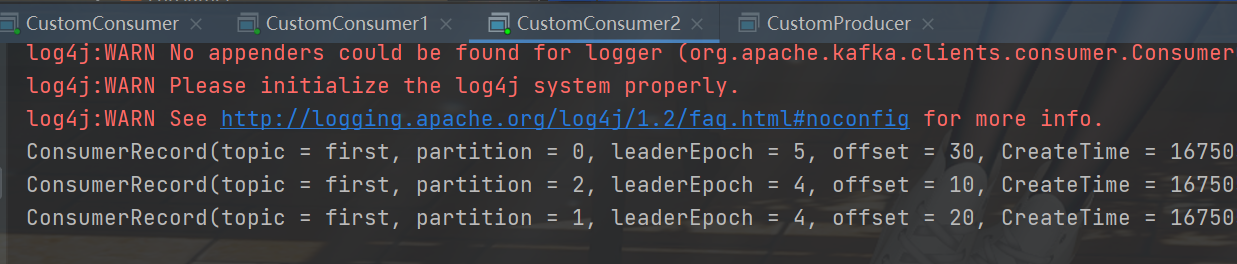 CustomConsumer CustomConsumer1 CustomConsumer2 CustomProducer
log4j:WARN No appenders could be found for logger (org.apache.kafka.clients.consumer.Consumer
log4j:WARN Please initialize the log4j system properly.
log4j:WARN See http://logging.apache.org/log4j/1.2/faq.html#noconfig for more info.
ConsumerRecord(topic = first, partition = 0, leaderEpoch = 5, offset = 30, CreateTime = 16750
ConsumerRecord(topic = first, partition = 2, leaderEpoch = 4, offset = 10, CreateTime = 16750
ConsumerRecord(topic = first, partition = 1, leaderEpoch = 4, offset = 20, CreateTime = 16750